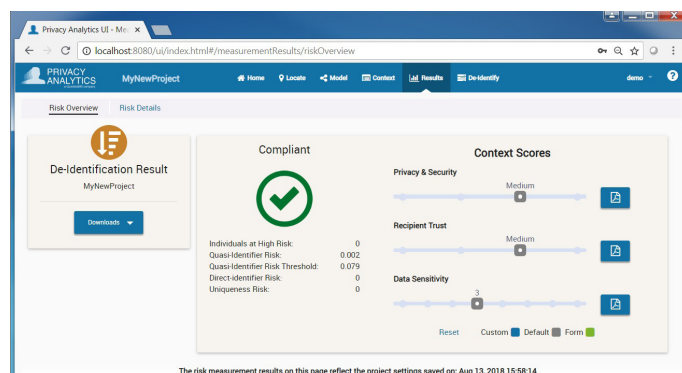 Privacy Analytics UI - Me
localhost:8080/ui/index.html#/measurementResults/riskOverview
PRIVACY
ANALYTICS
MyNewProject
Home
Locate
Model
Context
Results
De-Identify
demo
?
Risk Overview
Risk Details
De-Identification Result
MyNewProject
Downloads
Compliant
Individuals at High Risk: 0
Quasi-Identifier Risk: 0.002
Quasi-Identifier Risk Threshold: 0.079
Direct-identifier Risk: 0
Uniqueness Risk: 0
Context Scores
Privacy & Security
Medium
Recipient Trust
Medium
Data Sensitivity
3
Reset Custom Default Form
The risk measurement results on this page reflect the project settings saved on: Aug 13, 2018 15:58:14